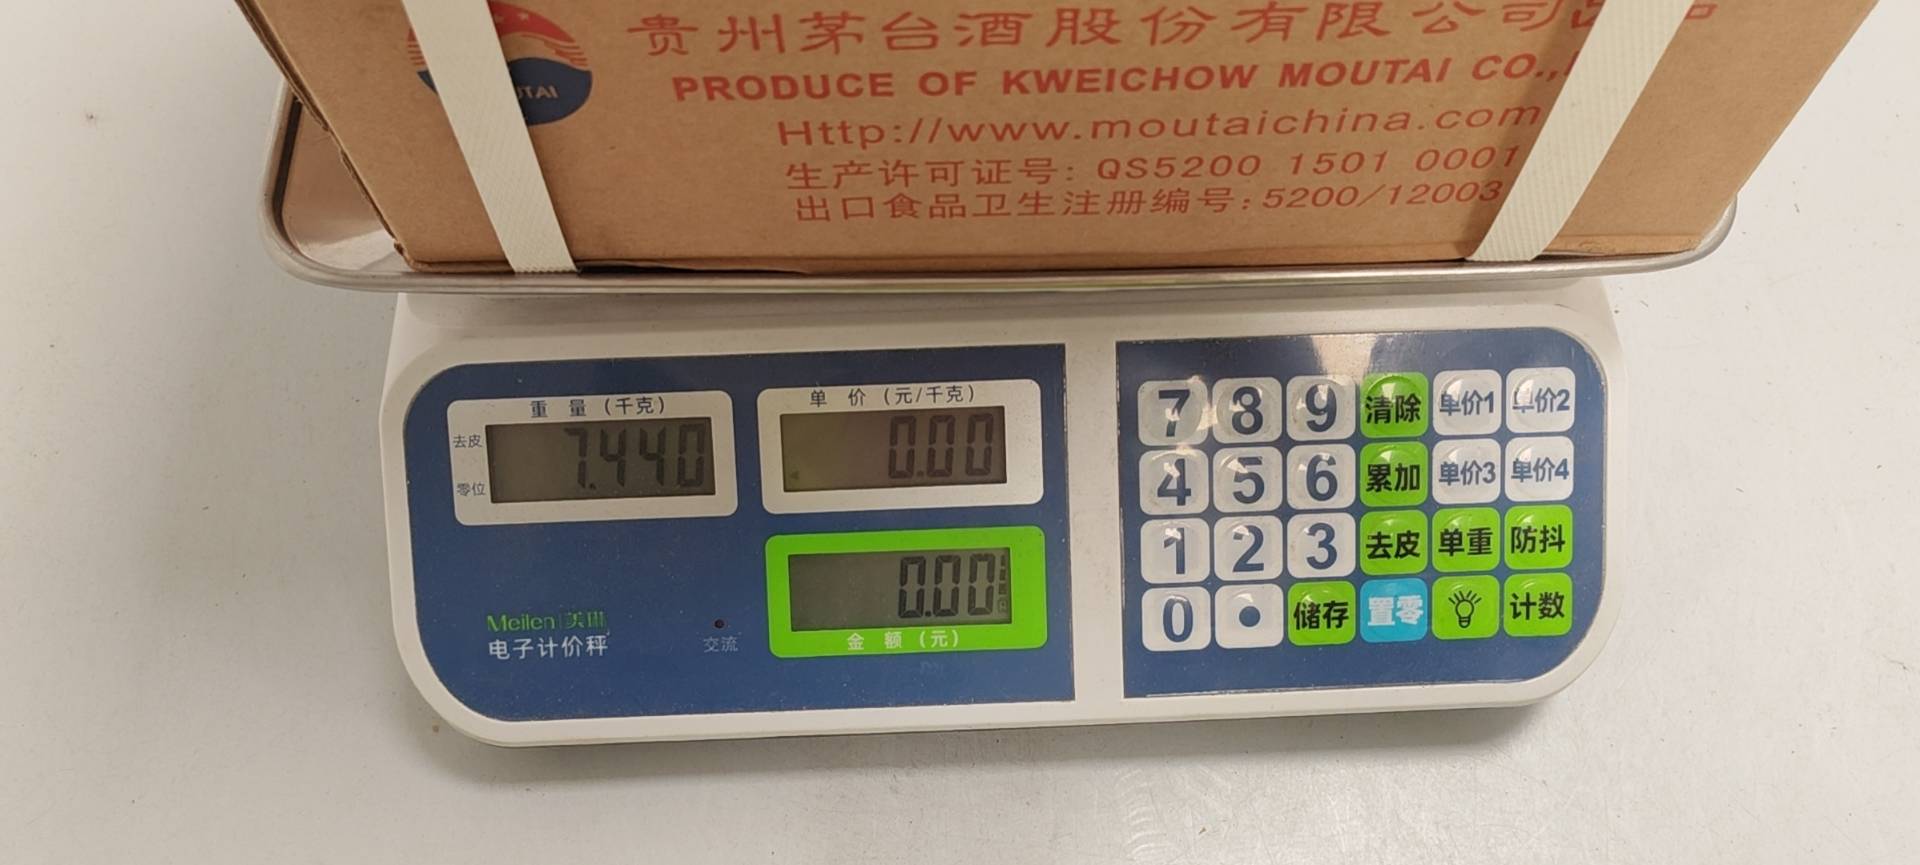 贵州茅台酒股份有限公司
PRODUCE OF KWEICHOW MOUTAI CO.,
Http://www.moutaichina.com
生产许可证号: QS5200 1501 0001
出口食品卫生注册编号:5200/12003
重量(千克)
去皮
零位
7.440
单价(元/千克)
0.00
0.00
金额(元)
Meilen 美琳
电子计价秤
交流
7 8 9 清除 单价1 单价2
4 5 6 累加 单价3 单价4
1 2 3 去皮 单重 防抖
0 • 储存 置零 计数